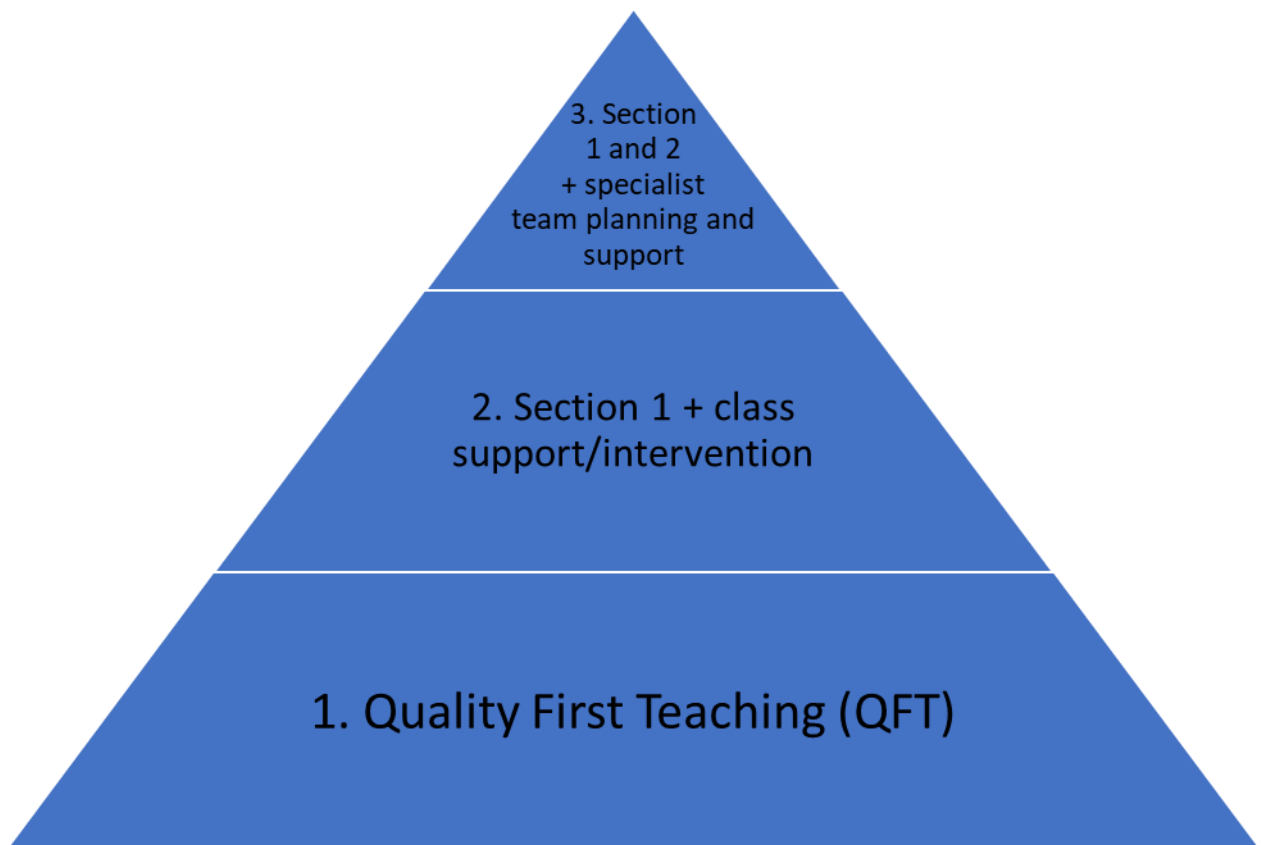 3. Section
1 and 2
+ specialist
team planning and
support
2. Section 1 + class
support/intervention
1. Quality First Teaching (QFT)